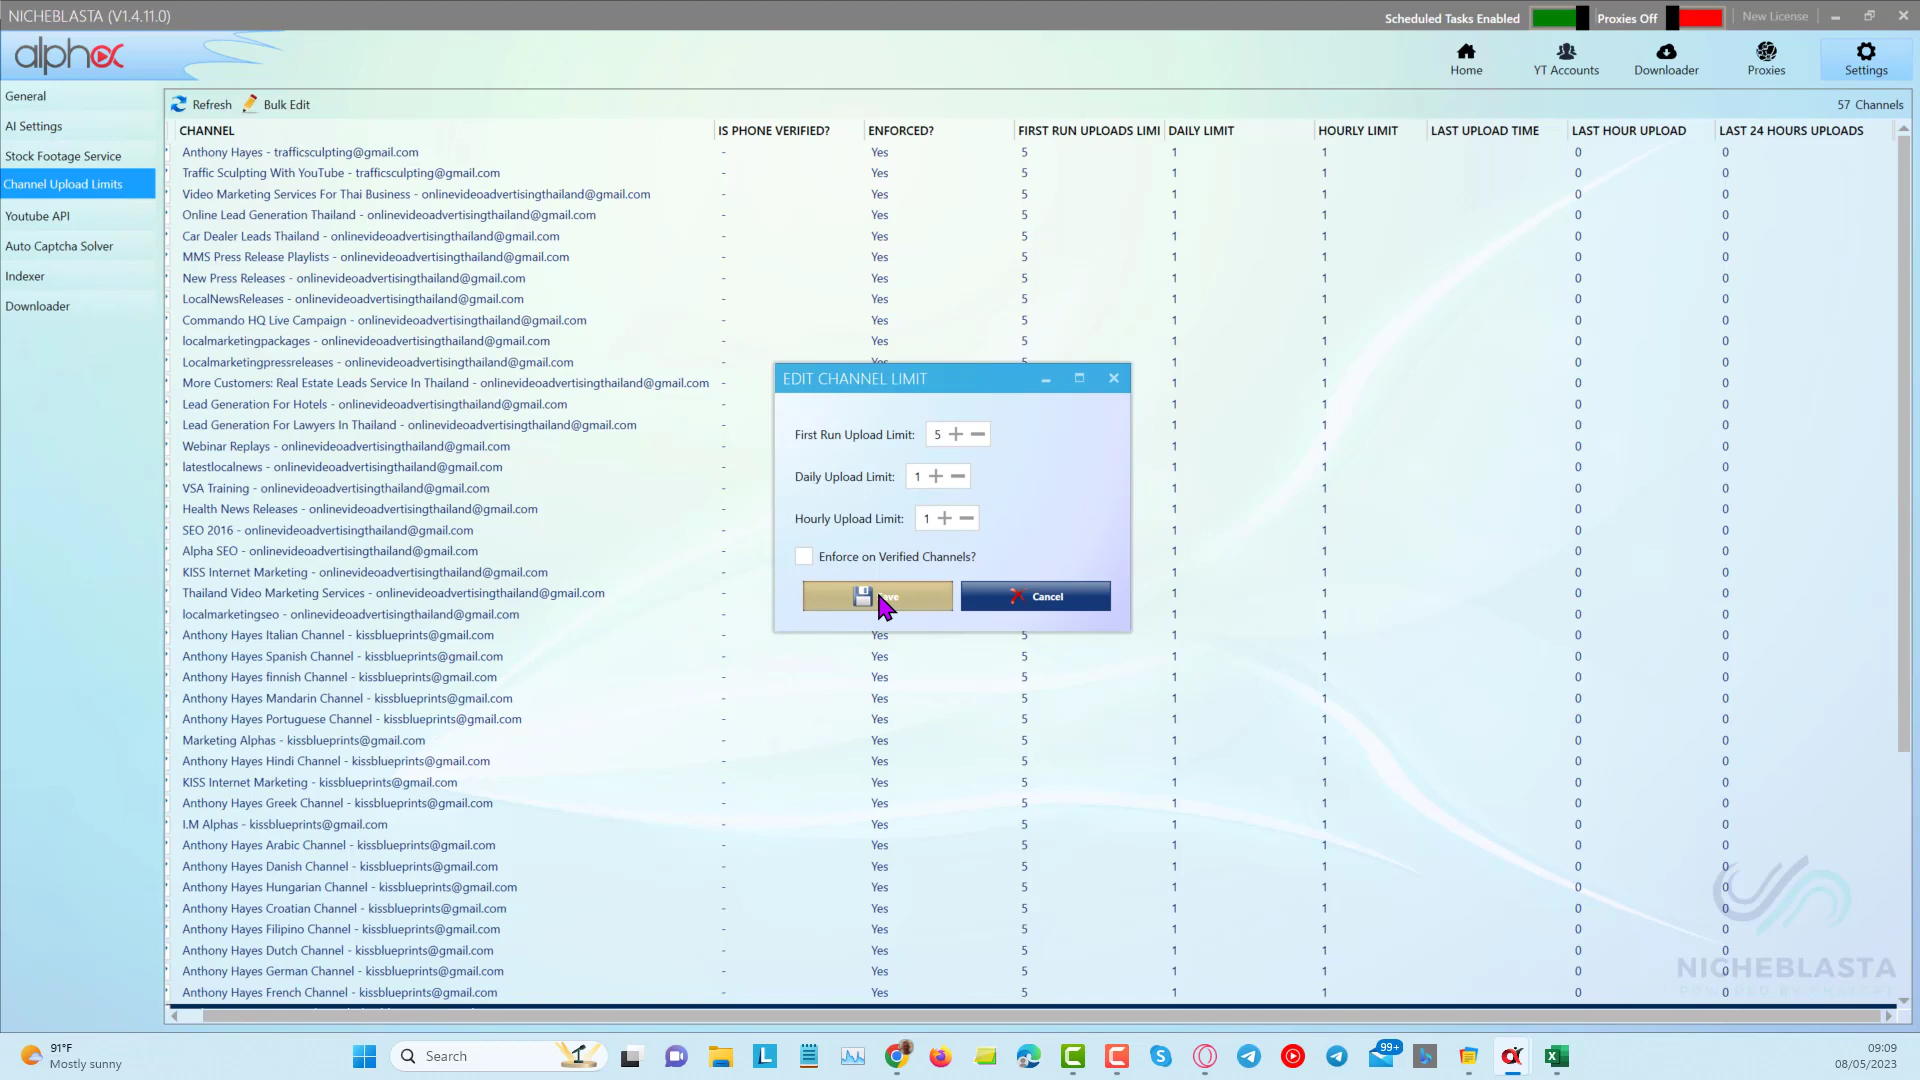 NICHEBLASTA (V1.4.11.0)
Scheduled Tasks Enabled
Proxies Off
New License
alpha
Home
YT Accounts
Downloader
Proxies
Settings
General
AI Settings
Stock Footage Service
Channel Upload Limits
Youtube API
Auto Captcha Solver
Indexer
Downloader
Refresh Bulk Edit 57 Channels
CHANNEL IS PHONE VERIFIED? ENFORCED? FIRST RUN UPLOADS LIMI DAILY LIMIT HOURLY LIMIT LAST UPLOAD TIME LAST HOUR UPLOAD LAST 24 HOURS UPLOADS
Anthony Hayes - trafficsculpting@gmail.com - Yes 5 1 1 0 0
Traffic Sculpting With YouTube - trafficsculpting@gmail.com - Yes 5 1 1 0 0
Video Marketing Services For Thai Business - onlinevideoadvertisingthailand@gmail.com - Yes 5 1 1 0 0
Online Lead Generation Thailand - onlinevideoadvertisingthailand@gmail.com - Yes 5 1 1 0 0
Car Dealer Leads Thailand - onlinevideoadvertisingthailand@gmail.com - Yes 5 1 1 0 0
MMS Press Release Playlists - onlinevideoadvertisingthailand@gmail.com - Yes 5 1 1 0 0
New Press Releases - onlinevideoadvertisingthailand@gmail.com - Yes 5 1 1 0 0
LocalNewsReleases - onlinevideoadvertisingthailand@gmail.com - Yes 5 1 1 0 0
Commando HQ Live Campaign - onlinevideoadvertisingthailand@gmail.com - Yes 5 1 1 0 0
localmarketingpackages - onlinevideoadvertisingthailand@gmail.com - Yes 5 1 1 0 0
Localmarketingpressreleases - onlinevideoadvertisingthailand@gmail.com - Yes 5 1 1 0 0
More Customers: Real Estate Leads Service In Thailand - onlinevideoadvertisingthailand@gmail.com - 1 1 0 0
Lead Generation For Hotels - onlinevideoadvertisingthailand@gmail.com - 1 1 0 0
Lead Generation For Lawyers In Thailand - onlinevideoadvertisingthailand@gmail.com - 1 1 0 0
Webinar Replays - onlinevideoadvertisingthailand@gmail.com - 1 1 0 0
latestlocalnews - onlinevideoadvertisingthailand@gmail.com - 1 1 0 0
VSA Training - onlinevideoadvertisingthailand@gmail.com - 1 1 0 0
Health News Releases - onlinevideoadvertisingthailand@gmail.com - 1 1 0 0
SEO 2016 - onlinevideoadvertisingthailand@gmail.com - 1 1 0 0
Alpha SEO - onlinevideoadvertisingthailand@gmail.com - 1 1 0 0
KISS Internet Marketing - onlinevideoadvertisingthailand@gmail.com - 1 1 0 0
Thailand Video Marketing Services - onlinevideoadvertisingthailand@gmail.com - 1 1 0 0
localmarketingseo - onlinevideoadvertisingthailand@gmail.com - 1 1 0 0
Anthony Hayes Italian Channel - kissblueprints@gmail.com - Yes 5 1 1 0 0
Anthony Hayes Spanish Channel - kissblueprints@gmail.com - Yes 5 1 1 0 0
Anthony Hayes finnish Channel - kissblueprints@gmail.com - Yes 5 1 1 0 0
Anthony Hayes Mandarin Channel - kissblueprints@gmail.com - Yes 5 1 1 0 0
Anthony Hayes Portuguese Channel - kissblueprints@gmail.com - Yes 5 1 1 0 0
Marketing Alphas - kissblueprints@gmail.com - Yes 5 1 1 0 0
Anthony Hayes Hindi Channel - kissblueprints@gmail.com - Yes 5 1 1 0 0
KISS Internet Marketing - kissblueprints@gmail.com - Yes 5 1 1 0 0
Anthony Hayes Greek Channel - kissblueprints@gmail.com - Yes 5 1 1 0 0
I.M Alphas - kissblueprints@gmail.com - Yes 5 1 1 0 0
Anthony Hayes Arabic Channel - kissblueprints@gmail.com - Yes 5 1 1 0 0
Anthony Hayes Danish Channel - kissblueprints@gmail.com - Yes 5 1 1 0 0
Anthony Hayes Hungarian Channel - kissblueprints@gmail.com - Yes 5 1 1 0 0
Anthony Hayes Croatian Channel - kissblueprints@gmail.com - Yes 5 1 1 0 0
Anthony Hayes Filipino Channel - kissblueprints@gmail.com - Yes 5 1 1 0 0
Anthony Hayes Dutch Channel - kissblueprints@gmail.com - Yes 5 1 1 0 0
Anthony Hayes German Channel - kissblueprints@gmail.com - Yes 5 1 1 0 0
Anthony Hayes French Channel - kissblueprints@gmail.com - Yes 5 1 1 0 0
EDIT CHANNEL LIMIT
First Run Upload Limit: 5
Daily Upload Limit: 1
Hourly Upload Limit: 1
Enforce on Verified Channels?
Cancel
NICHEBLASTA
91°F
Mostly sunny
Search
99+
09:09
08/05/2023